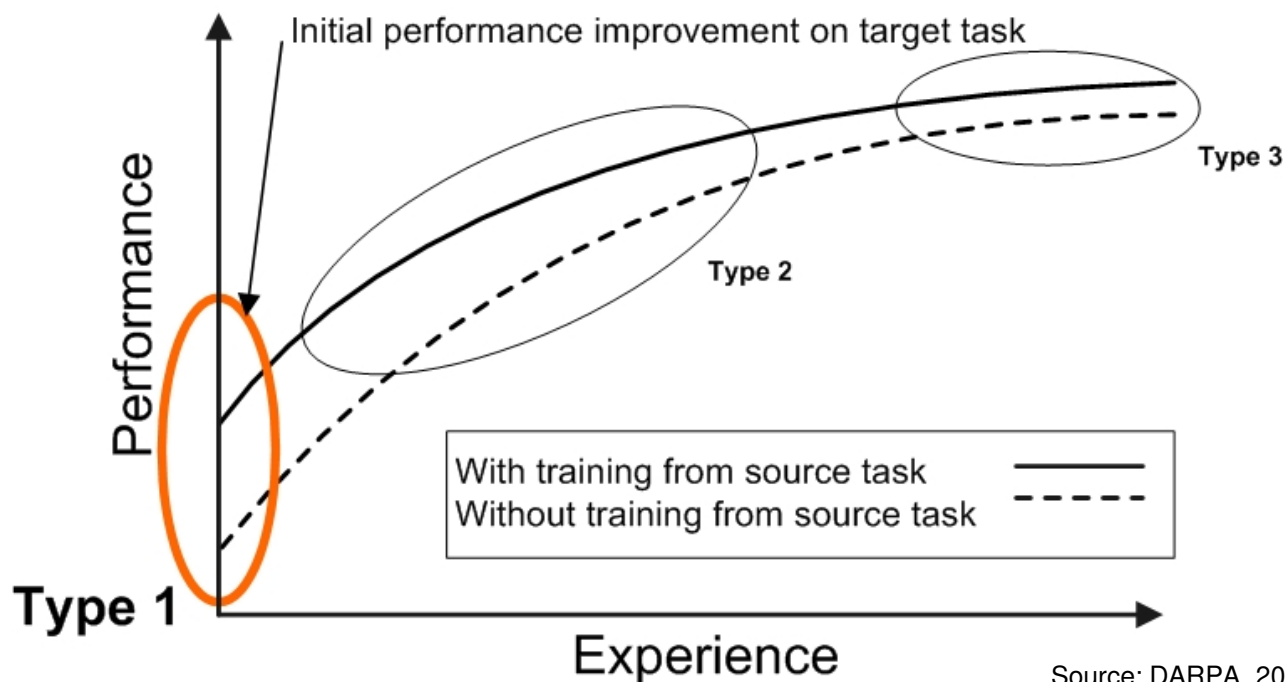 Initial performance improvement on target task
Performance
Type 3
Type 2
With training from source task
Without training from source task
Type 1
Experience
Source: DARPA